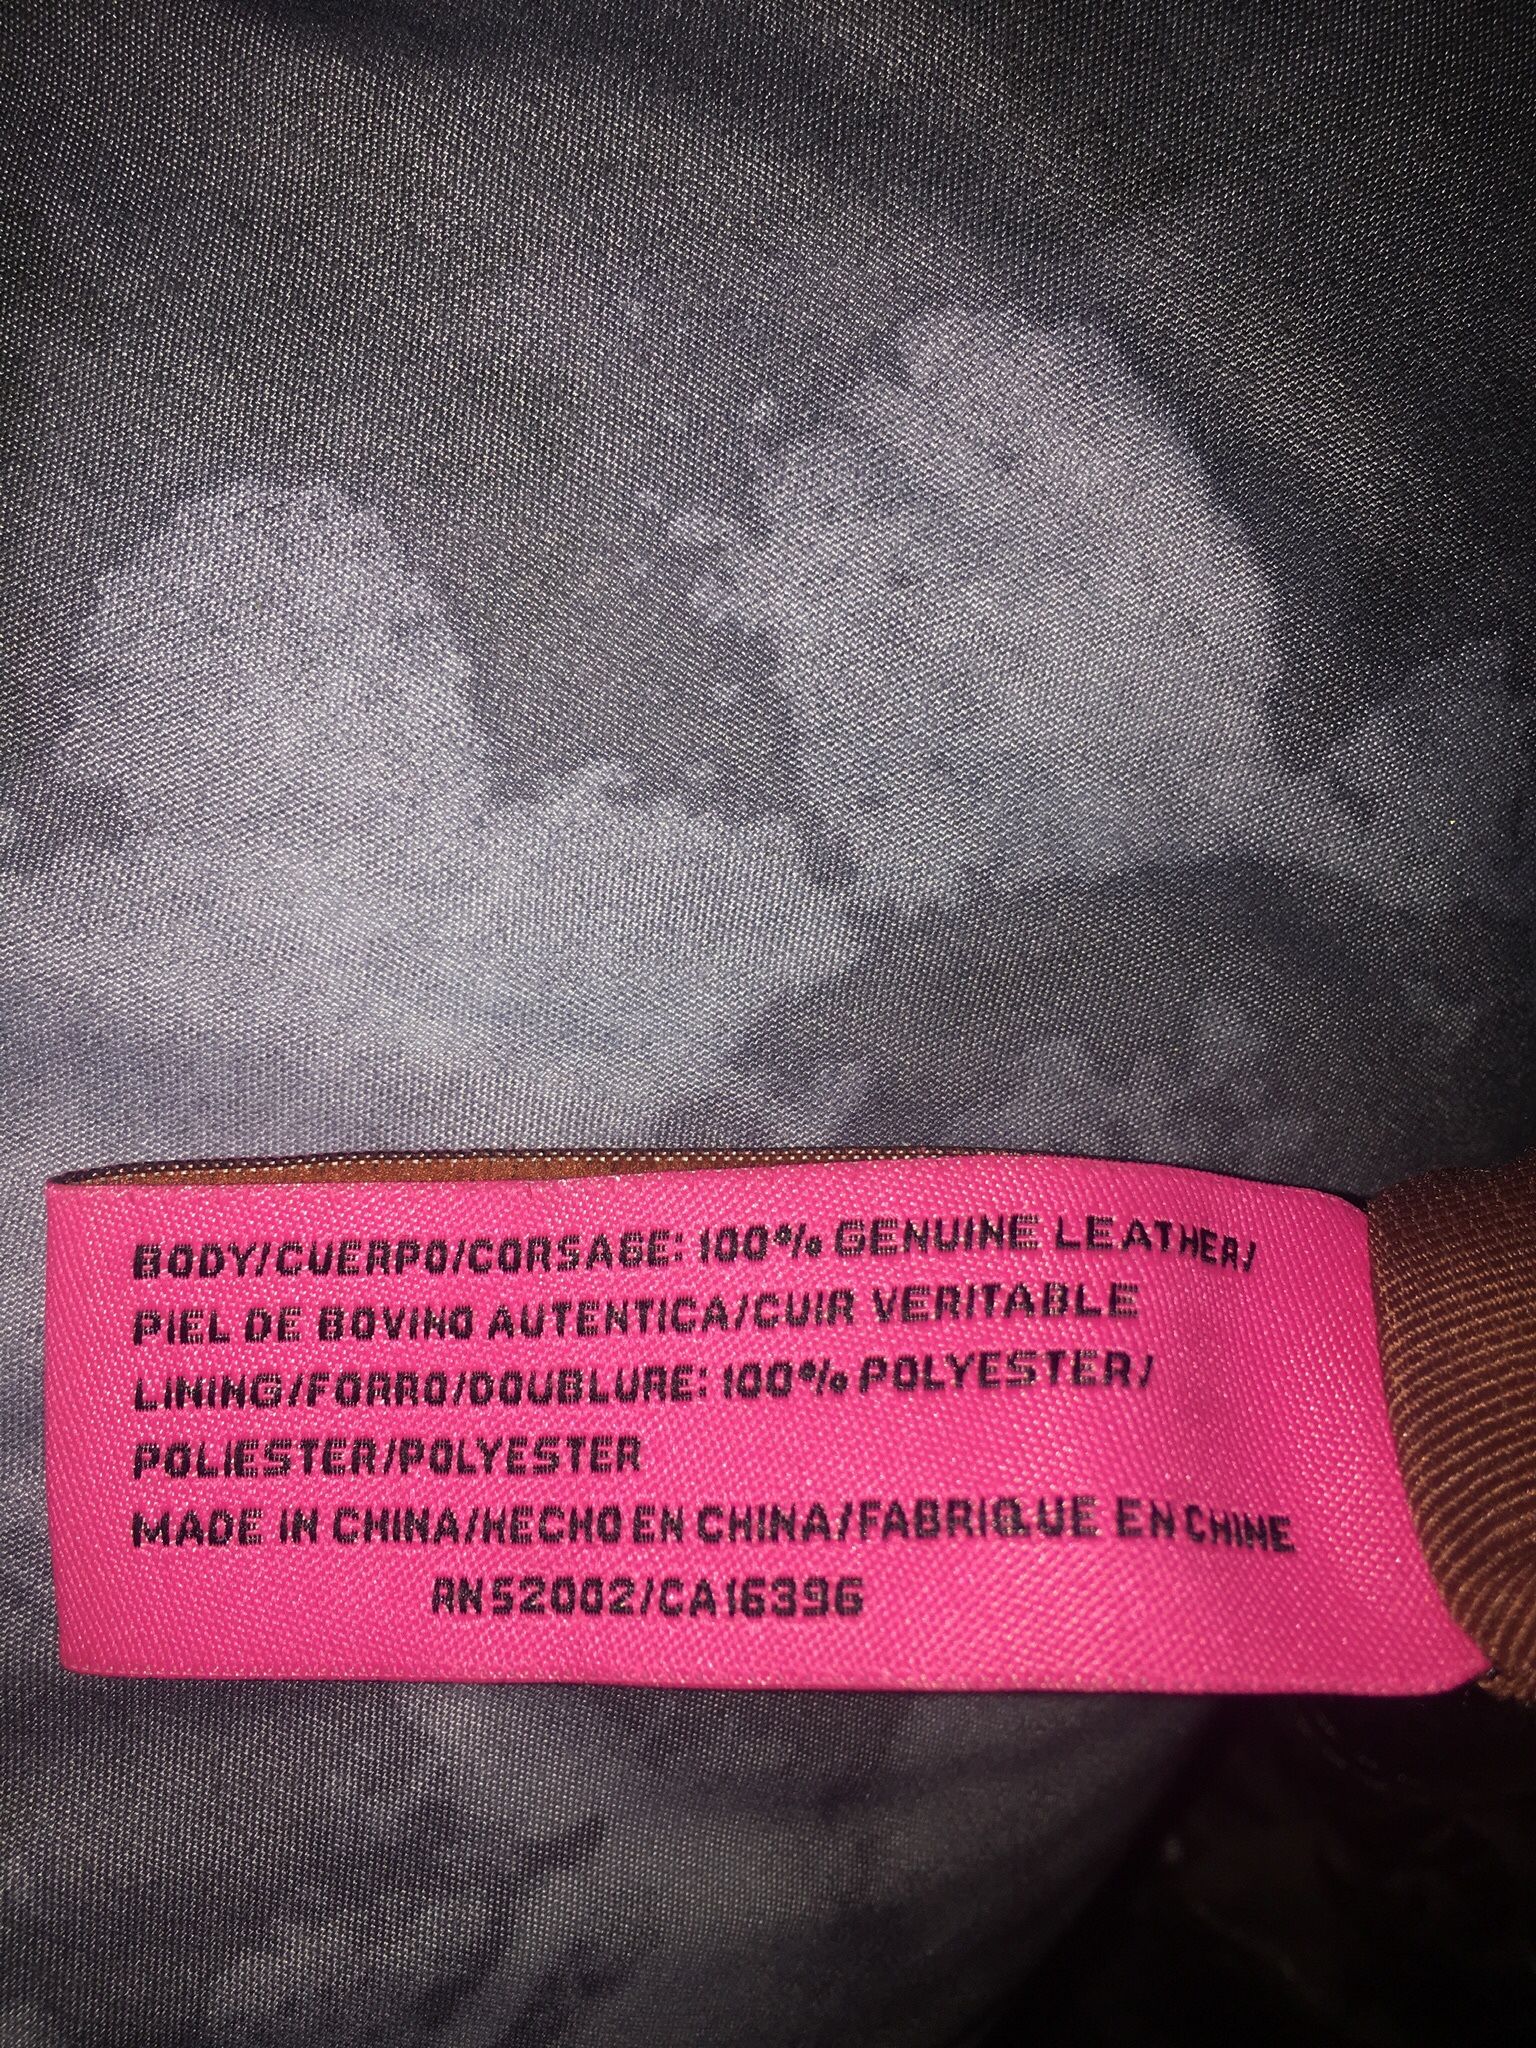 BODY/CUERPO/CORSAGE: 100% GENUINE LEATHER/
PIEL DE BOVINO AUTENTICA/CUIR VERITABLE
LINING/FORRO/DOUBLURE: 100% POLYESTER/
POLIESTER/POLYESTER
MADE IN CHINA/HECHO EN CHINA/FABRIQUE EN CHINE
RN52002/CA16396